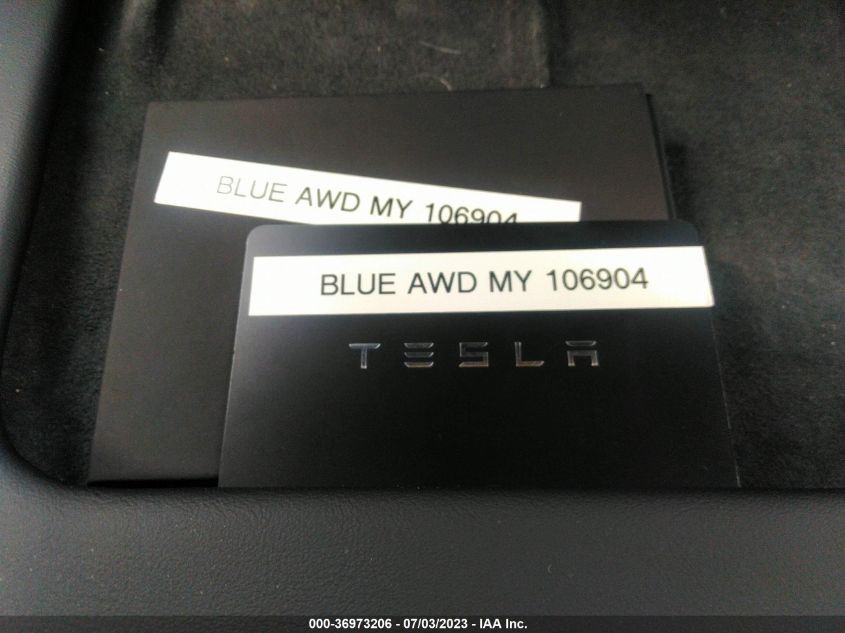 BLUE AWD MY 106904
BLUE AWD MY 106904
TESLA
000-36973206 - 07/03/2023 - IAA Inc.